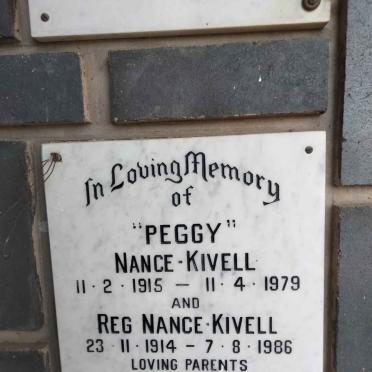 In Loving Memory
of
"PEGGY"
NANCE-KIVELL
11·2·1915 — 11·4·1979
AND
REG NANCE-KIVELL
23·11·1914 - 7·8·1986
LOVING PARENTS